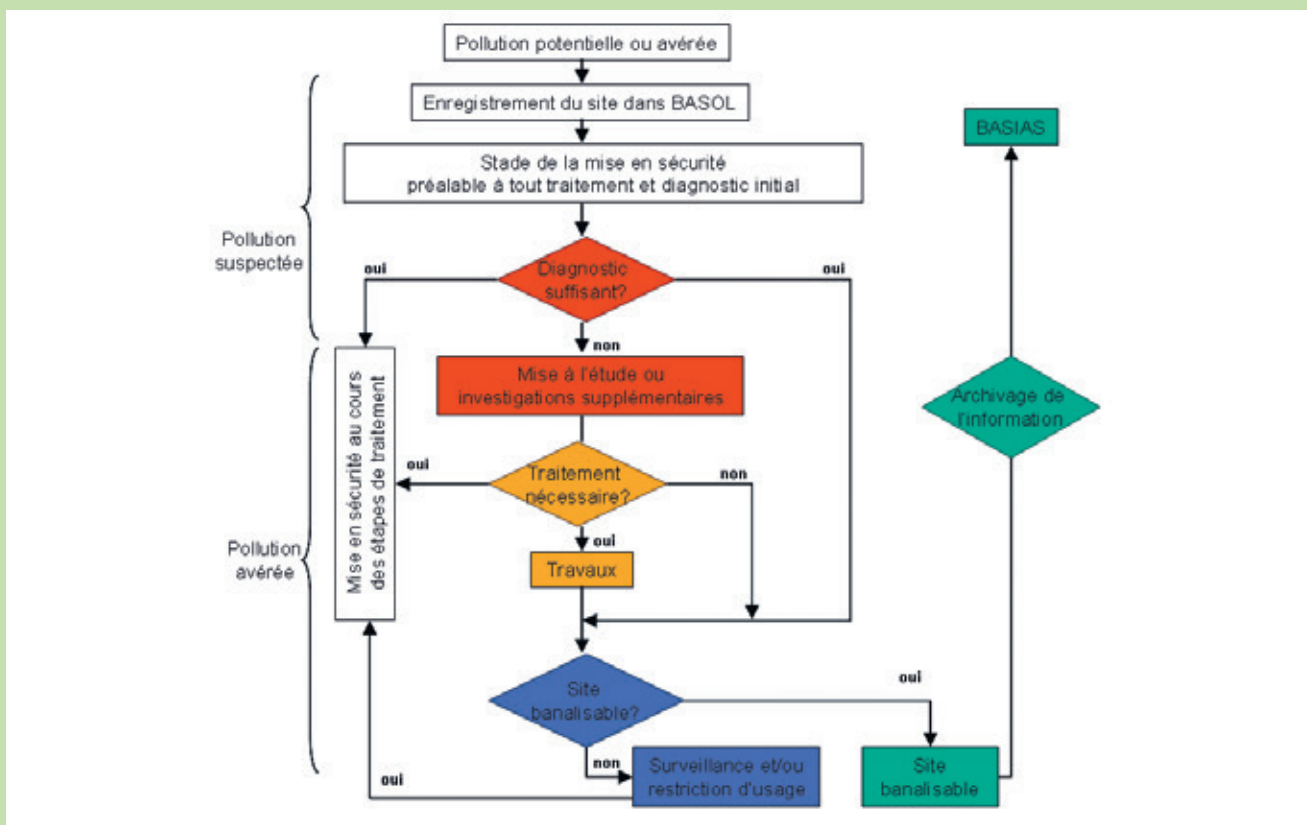 Pollution potentielle ou avérée
Enregistrement du site dans BASOL
BASIAS
Stade de la mise en sécurité
préalable à tout traitement et diagnostic initial
Pollution
suspectée
oui
Diagnostic
suffisant?
oui
non
Mise à l'étude ou
investigations supplémentaires
Archivage de
l'information
Mise en sécurité au cours
des étapes de traitement
oui
Traitement
nécessaire?
non
oui
Pollution
avérée
Travaux
Site
banalisable?
oui
non
Surveillance et/ou
restriction d'usage
oui
Site
banalisable